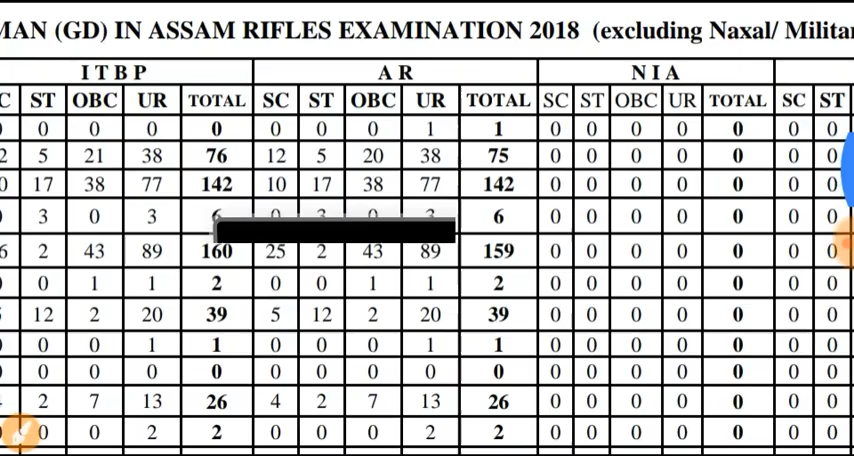 MAN (GD) IN ASSAM RIFLES EXAMINATION 2018 (excluding Naxal/ Militan
I T B P A R N I A
C ST OBC UR TOTAL SC ST OBC UR TOTAL SC ST OBC UR TOTAL SC ST
0 0 0 0 0 0 0 0 1 1 0 0 0 0 0 0 0
2 5 21 38 76 12 5 20 38 75 0 0 0 0 0 0 0
0 17 38 77 142 10 17 38 77 142 0 0 0 0 0 0 0
3 0 3 6 0 3 0 3 6 0 0 0 0 0 0 0
6 2 43 89 160 25 2 43 89 159 0 0 0 0 0 0 0
0 1 1 2 0 0 1 1 2 0 0 0 0 0 0 0
12 2 20 39 5 12 2 20 39 0 0 0 0 0 0 0
0 0 1 1 0 0 0 1 1 0 0 0 0 0 0 0
0 0 0 0 0 0 0 0 0 0 0 0 0 0 0 0
2 7 13 26 4 2 7 13 26 0 0 0 0 0 0 0
0 0 2 2 0 0 0 2 2 0 0 0 0 0 0 0